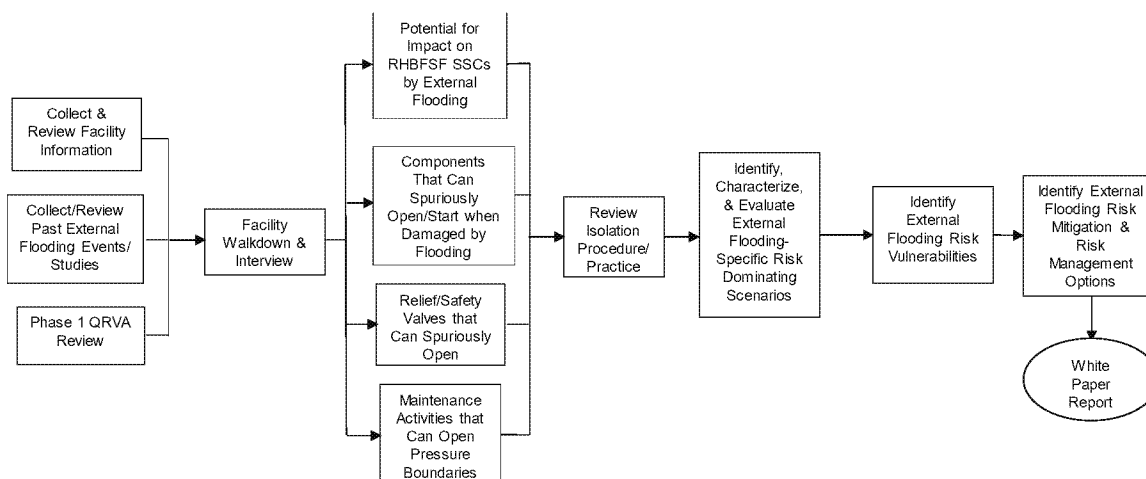 Collect &
Review Facility
Information
Collect/Review
Past External
Flooding Events/
Studies
Phase 1 QRVA
Review
Facility
Walkdown &
Interview
Potential for
Impact on
RHBFSF SSCs
by External
Flooding
Components
That Can
Spuriously
Open/Start when
Damaged by
Flooding
Relief/Safety
Valves that
Can Spuriously
Open
Maintenance
Activities that
Can Open
Pressure
Boundaries
Review
Isolation
Procedure/
Practice
Identify,
Characterize,
& Evaluate
External
Flooding-
Specific Risk
Dominating
Scenarios
Identify
External
Flooding Risk
Vulnerabilities
Identify External
Flooding Risk
Mitigation &
Risk
Management
Options
White
Paper
Report